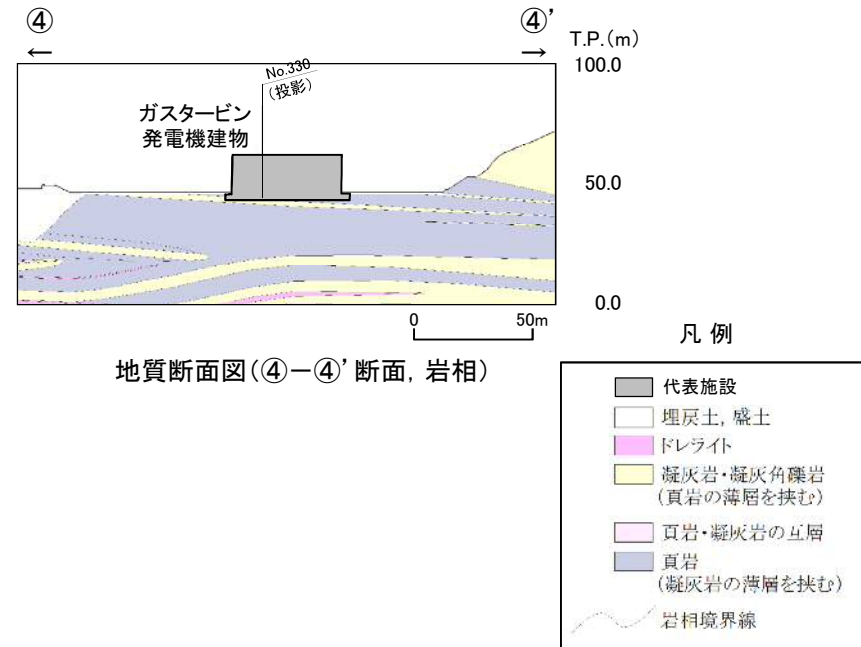 ④
④’
←
→
T.P.(m)
100.0
No.330
(投影)
ガスタービン
発電機建物
50.0
0.0
0
50m
凡 例
地質断面図(④－④’断面, 岩相)
代表施設
埋戻土, 盛土
ドレライト
凝灰岩・凝灰角礫岩
(頁岩の薄層を挟む)
頁岩・凝灰岩の互層
頁岩
(凝灰岩の薄層を挟む)
岩相境界線